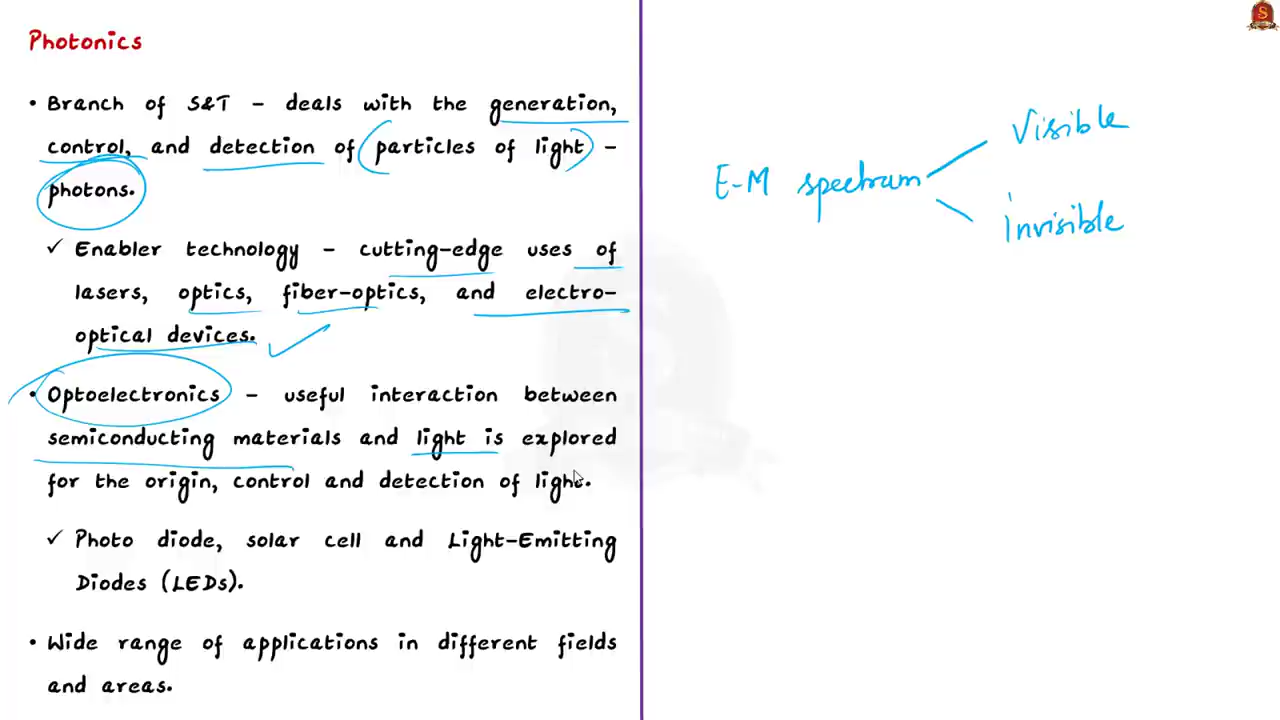 Photonics
• Branch of S&T – deals with the generation,
control, and detection of particles of light –
photons.
✓ Enabler technology – cutting-edge uses of
lasers, optics, fiber-optics, and electro-
optical devices.
• Optoelectronics – useful interaction between
semiconducting materials and light is explored
for the origin, control and detection of light.
✓ Photo diode, solar cell and Light-Emitting
Diodes (LEDs).
• Wide range of applications in different fields
and areas.
Visible
E-M spectrum
invisible
S